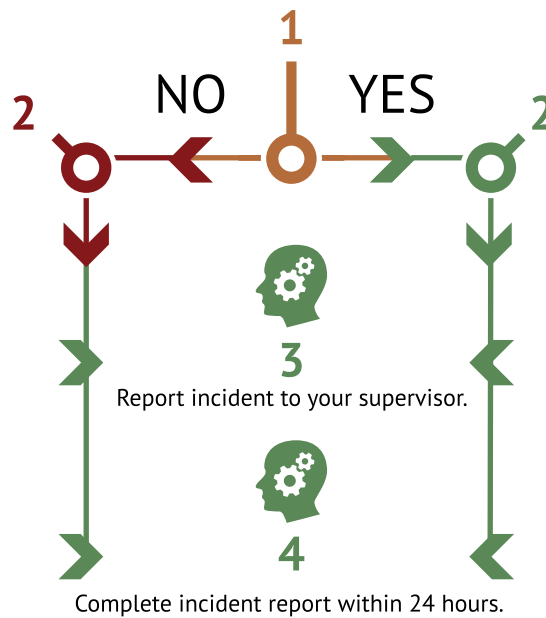 1
NO YES
2 2
3
Report incident to your supervisor.
4
Complete incident report within 24 hours.